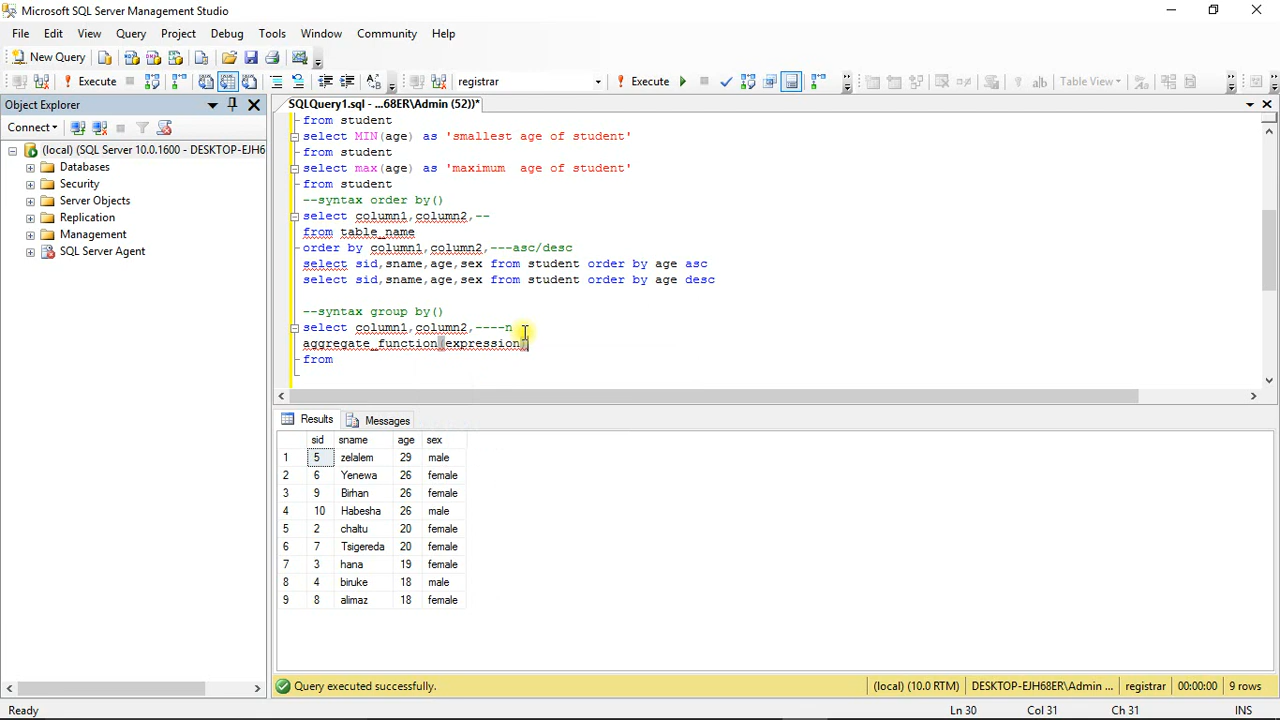 Microsoft SQL Server Management Studio
File Edit View Query Project Debug Tools Window Community Help
New Query
Execute registrar Execute Table View
Object Explorer
SQLQuery1.sql - ...68ER\Admin (52))*
Connect
(local) (SQL Server 10.0.1600 - DESKTOP-EJH6
Databases
Security
Server Objects
Replication
Management
SQL Server Agent
from student
select MIN(age) as 'smallest age of student'
from student
select max(age) as 'maximum  age of student'
from student
--syntax order by()
select column1,column2,--
from table_name
order by column1,column2,---asc/desc
select sid,sname,age,sex from student order by age asc
select sid,sname,age,sex from student order by age desc
--syntax group by()
select column1,column2,----n
aggregate_function(expression)
from
Results Messages
sid sname age sex
1 5 zelalem 29 male
2 6 Yenewa 26 female
3 9 Birhan 26 female
4 10 Habesha 26 male
5 2 chaltu 20 female
6 7 Tsigereda 20 female
7 3 hana 19 female
8 4 biruke 18 male
9 8 alimaz 18 female
Query executed successfully. (local) (10.0 RTM) DESKTOP-EJH68ER\Admin ... registrar 00:00:00 9 rows
Ready Ln 30 Col 31 Ch 31 INS